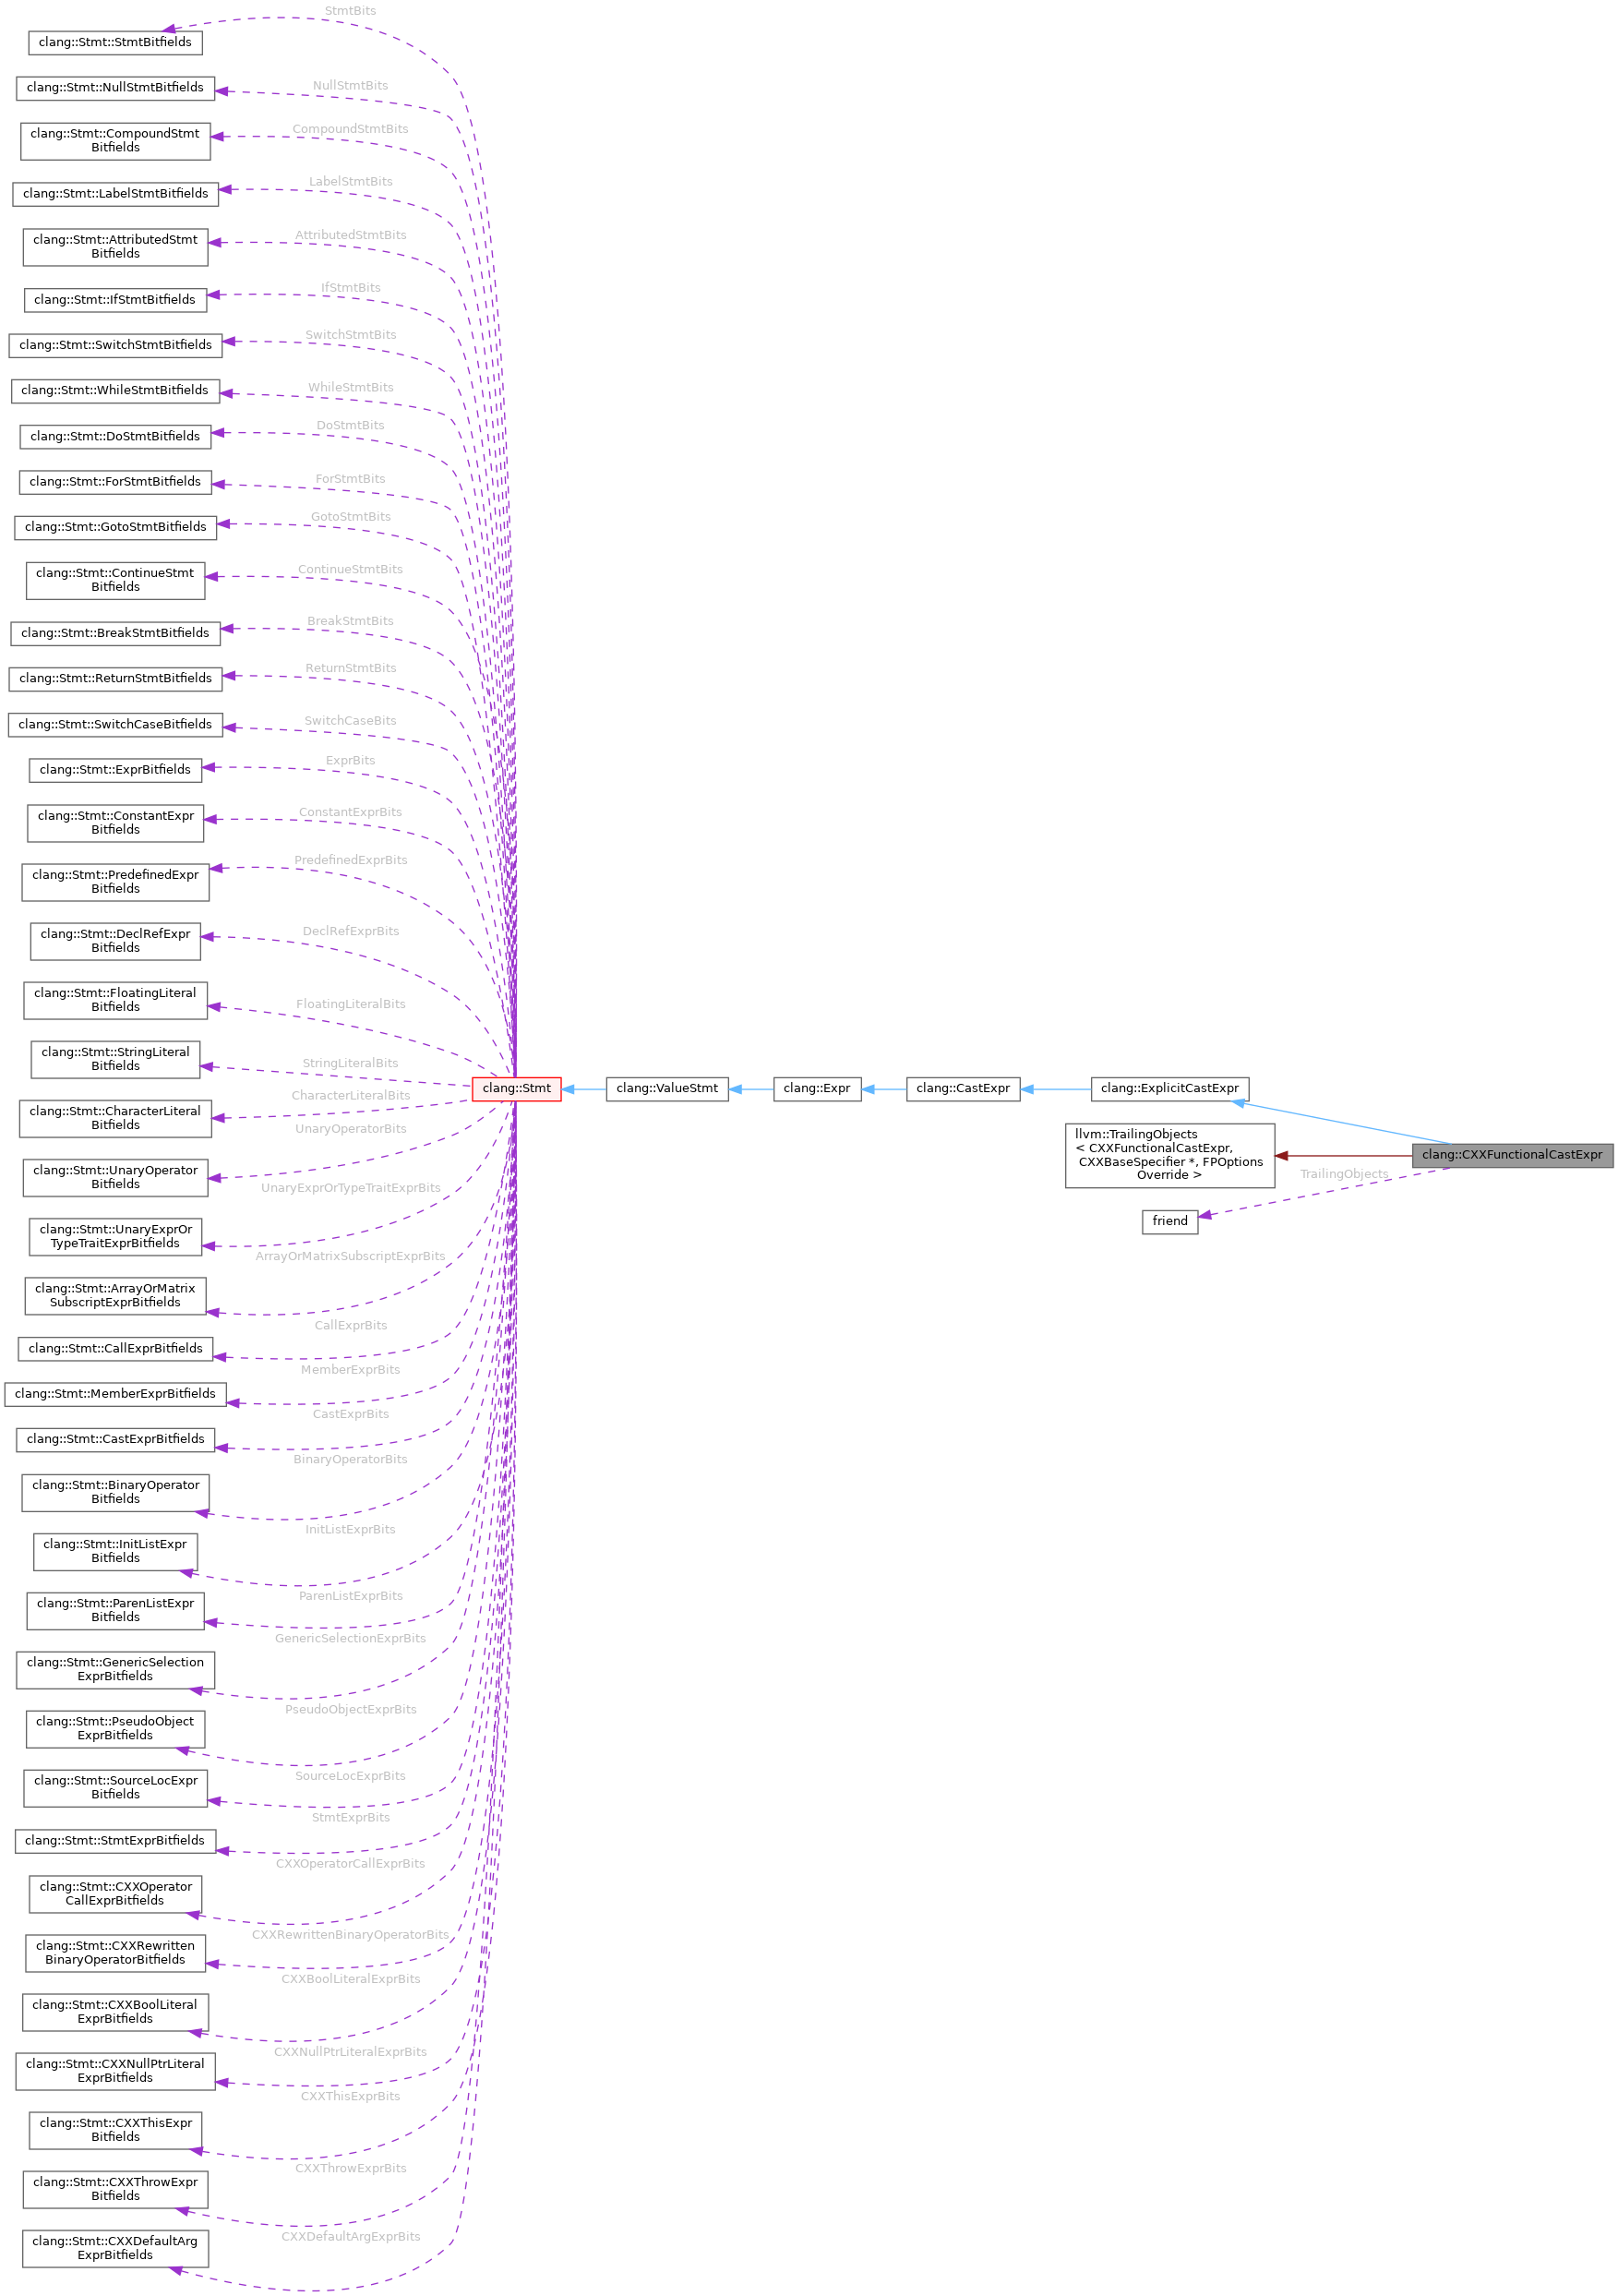 StmtBits
clang::Stmt::StmtBitfields
NullStmtBits
clang::Stmt::NullStmtBitfields
CompoundStmtBits
clang::Stmt::CompoundStmt
Bitfields
LabelStmtBits
clang::Stmt::LabelStmtBitfields
AttributedStmtBits
clang::Stmt::AttributedStmt
Bitfields
IfStmtBits
clang::Stmt::IfStmtBitfields
SwitchStmtBits
clang::Stmt::SwitchStmtBitfields
WhileStmtBits
clang::Stmt::WhileStmtBitfields
DoStmtBits
clang::Stmt::DoStmtBitfields
ForStmtBits
clang::Stmt::ForStmtBitfields
GotoStmtBits
clang::Stmt::GotoStmtBitfields
ContinueStmtBits
clang::Stmt::ContinueStmt
Bitfields
BreakStmtBits
clang::Stmt::BreakStmtBitfields
ReturnStmtBits
clang::Stmt::ReturnStmtBitfields
SwitchCaseBits
clang::Stmt::SwitchCaseBitfields
ExprBits
clang::Stmt::ExprBitfields
ConstantExprBits
clang::Stmt::ConstantExpr
Bitfields
PredefinedExprBits
clang::Stmt::PredefinedExpr
Bitfields
DeclRefExprBits
clang::Stmt::DeclRefExpr
Bitfields
FloatingLiteralBits
clang::Stmt::FloatingLiteral
Bitfields
StringLiteralBits
clang::Stmt::StringLiteral
Bitfields
clang::Stmt
clang::ValueStmt
clang::Expr
clang::CastExpr
clang::ExplicitCastExpr
CharacterLiteralBits
clang::Stmt::CharacterLiteral
Bitfields
llvm::TrailingObjects
< CXXFunctionalCastExpr,
CXXBaseSpecifier *, FPOptions
Override >
clang::CXXFunctionalCastExpr
TrailingObjects
friend
UnaryOperatorBits
clang::Stmt::UnaryOperator
Bitfields
UnaryExprOrTypeTraitExprBits
clang::Stmt::UnaryExprOr
TypeTraitExprBitfields
ArrayOrMatrixSubscriptExprBits
clang::Stmt::ArrayOrMatrix
SubscriptExprBitfields
CallExprBits
clang::Stmt::CallExprBitfields
MemberExprBits
clang::Stmt::MemberExprBitfields
CastExprBits
clang::Stmt::CastExprBitfields
BinaryOperatorBits
clang::Stmt::BinaryOperator
Bitfields
InitListExprBits
clang::Stmt::InitListExpr
Bitfields
ParenListExprBits
clang::Stmt::ParenListExpr
Bitfields
GenericSelectionExprBits
clang::Stmt::GenericSelection
ExprBitfields
PseudoObjectExprBits
clang::Stmt::PseudoObject
ExprBitfields
SourceLocExprBits
clang::Stmt::SourceLocExpr
Bitfields
StmtExprBits
clang::Stmt::StmtExprBitfields
CXXOperatorCallExprBits
clang::Stmt::CXXOperator
CallExprBitfields
CXXRewrittenBinaryOperatorBits
clang::Stmt::CXXRewritten
BinaryOperatorBitfields
CXXBoolLiteralExprBits
clang::Stmt::CXXBoolLiteral
ExprBitfields
CXXNullPtrLiteralExprBits
clang::Stmt::CXXNullPtrLiteral
ExprBitfields
CXXThisExprBits
clang::Stmt::CXXThisExpr
Bitfields
CXXThrowExprBits
clang::Stmt::CXXThrowExpr
Bitfields
CXXDefaultArgExprBits
clang::Stmt::CXXDefaultArg
ExprBitfields